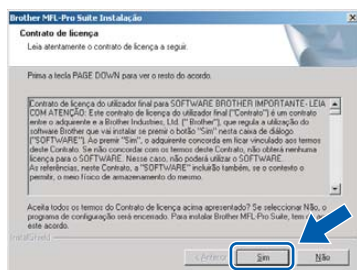 Brother MFL-Pro Suite Instalação
Contrato de licença
Leia atentamente o contrato de licença a seguir.
Prima a tecla PAGE DOWN para ver o resto do acordo.
Contrato de licença do utilizador final para SOFTWARE BROTHER IMPORTANTE- LEIA
COM ATENÇÃO: Este contrato de licença do utilizador final ("Contrato") é um contrato
entre o adquirente e a Brother Industries, Ltd. (" Brother"), que regula a utilização do
software Brother que vai instalar se premir o botão "Sim" nesta caixa de diálogo
("SOFTWARE"). Ao premir "Sim", o adquirente concorda em ficar vinculado aos termos
deste Contrato. Se não concordar com os termos deste Contrato, não obterá nenhuma
licença para o SOFTWARE. Nesse caso, não poderá utilizar o SOFTWARE.
As referências, neste Contrato, a "SOFTWARE" incluirão também, se o contexto o
permitir, o meio físico de armazenamento do mesmo.
Aceita todos os termos do Contrato de licença acima apresentado? Se seleccionar Não, o
programa de configuração será encerrado. Para instalar Brother MFL-Pro Suite, tem
este acordo.
InstallShield
< Anterior
Sim
Não